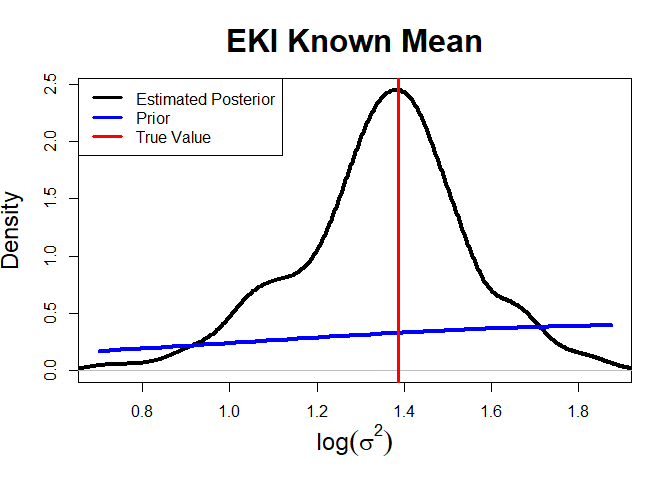 EKI Known Mean
Estimated Posterior
Prior
True Value
Density
2.5
2.0
1.5
1.0
0.5
0.0
0.8 1.0 1.2 1.4 1.6 1.8
log(σ²)